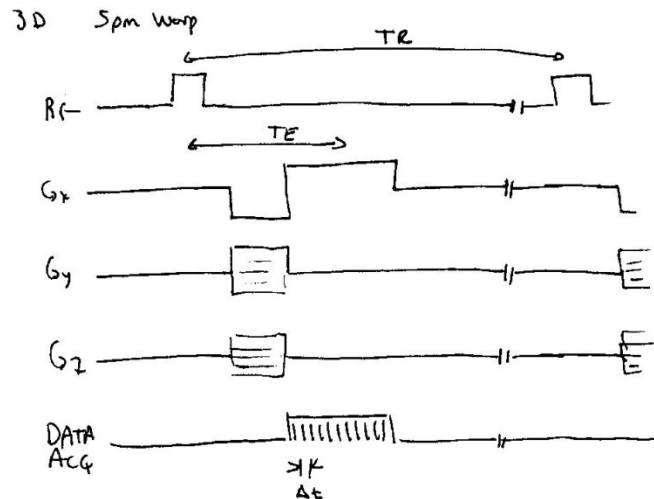 3D Spin Warp
TR
RF
TE
Gx
Gy
Gz
DATA
ACQ
Δt